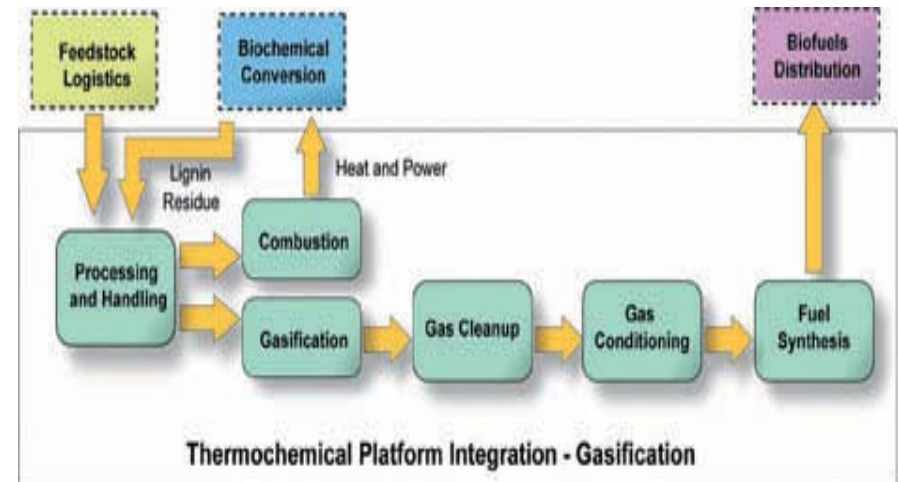 Feedstock
Logistics
Biochemical
Conversion
Biofuels
Distribution
Lignin
Residue
Heat and Power
Processing
and Handling
Combustion
Gasification
Gas Cleanup
Gas
Conditioning
Fuel
Synthesis
Thermochemical Platform Integration - Gasification